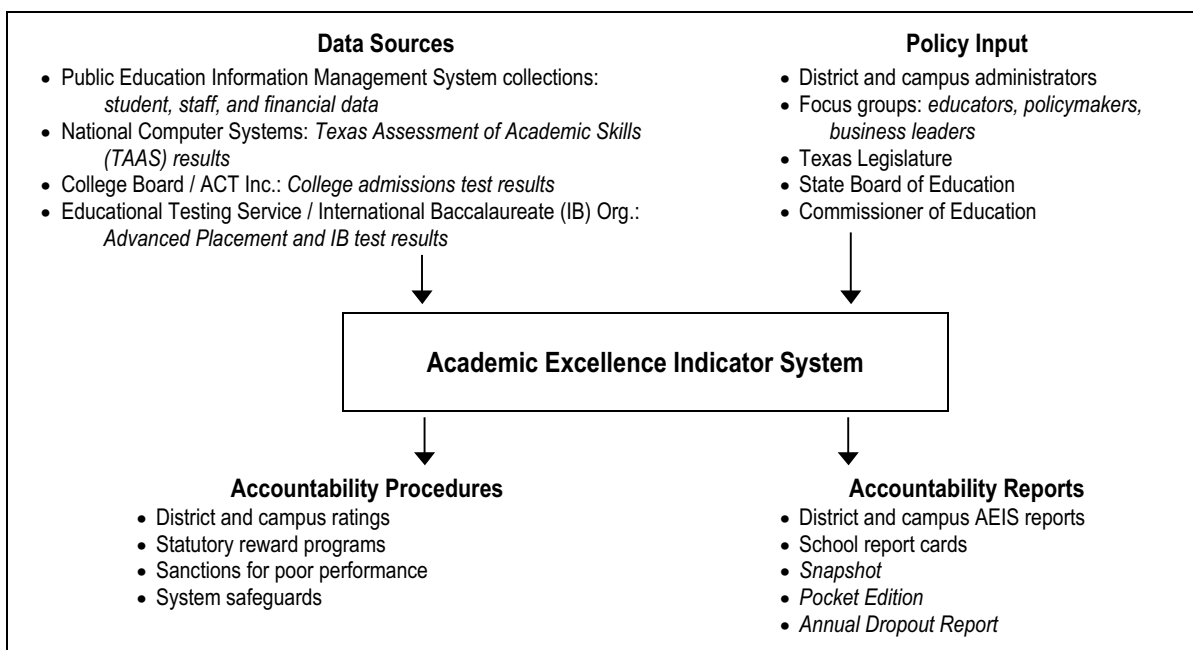 Data Sources
• Public Education Information Management System collections:
student, staff, and financial data
• National Computer Systems: Texas Assessment of Academic Skills
(TAAS) results
• College Board / ACT Inc.: College admissions test results
• Educational Testing Service / International Baccalaureate (IB) Org.:
Advanced Placement and IB test results
Policy Input
• District and campus administrators
• Focus groups: educators, policymakers,
business leaders
• Texas Legislature
• State Board of Education
• Commissioner of Education
Academic Excellence Indicator System
Accountability Procedures
• District and campus ratings
• Statutory reward programs
• Sanctions for poor performance
• System safeguards
Accountability Reports
• District and campus AEIS reports
• School report cards
• Snapshot
• Pocket Edition
• Annual Dropout Report